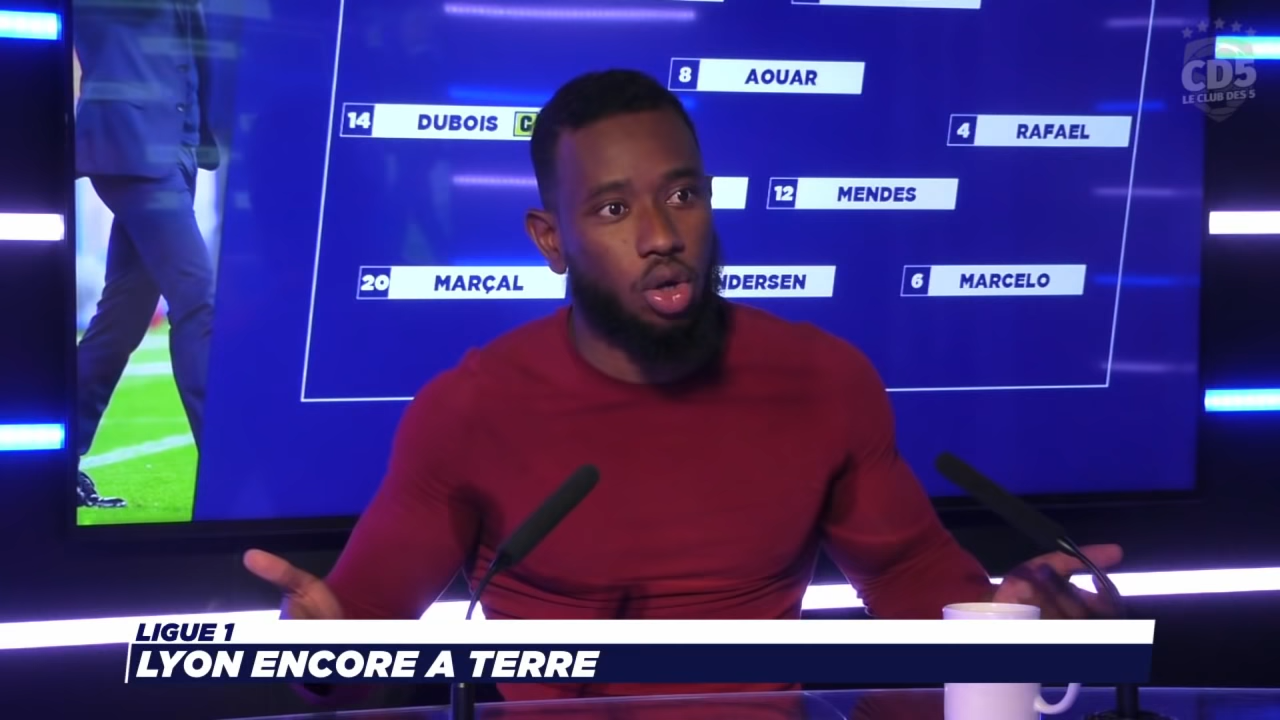 CD5
LE CLUB DES 5
8 AOUAR
14 DUBOIS C
4 RAFAEL
12 MENDES
20 MARÇAL
NDERSEN
6 MARCELO
LIGUE 1
LYON ENCORE A TERRE